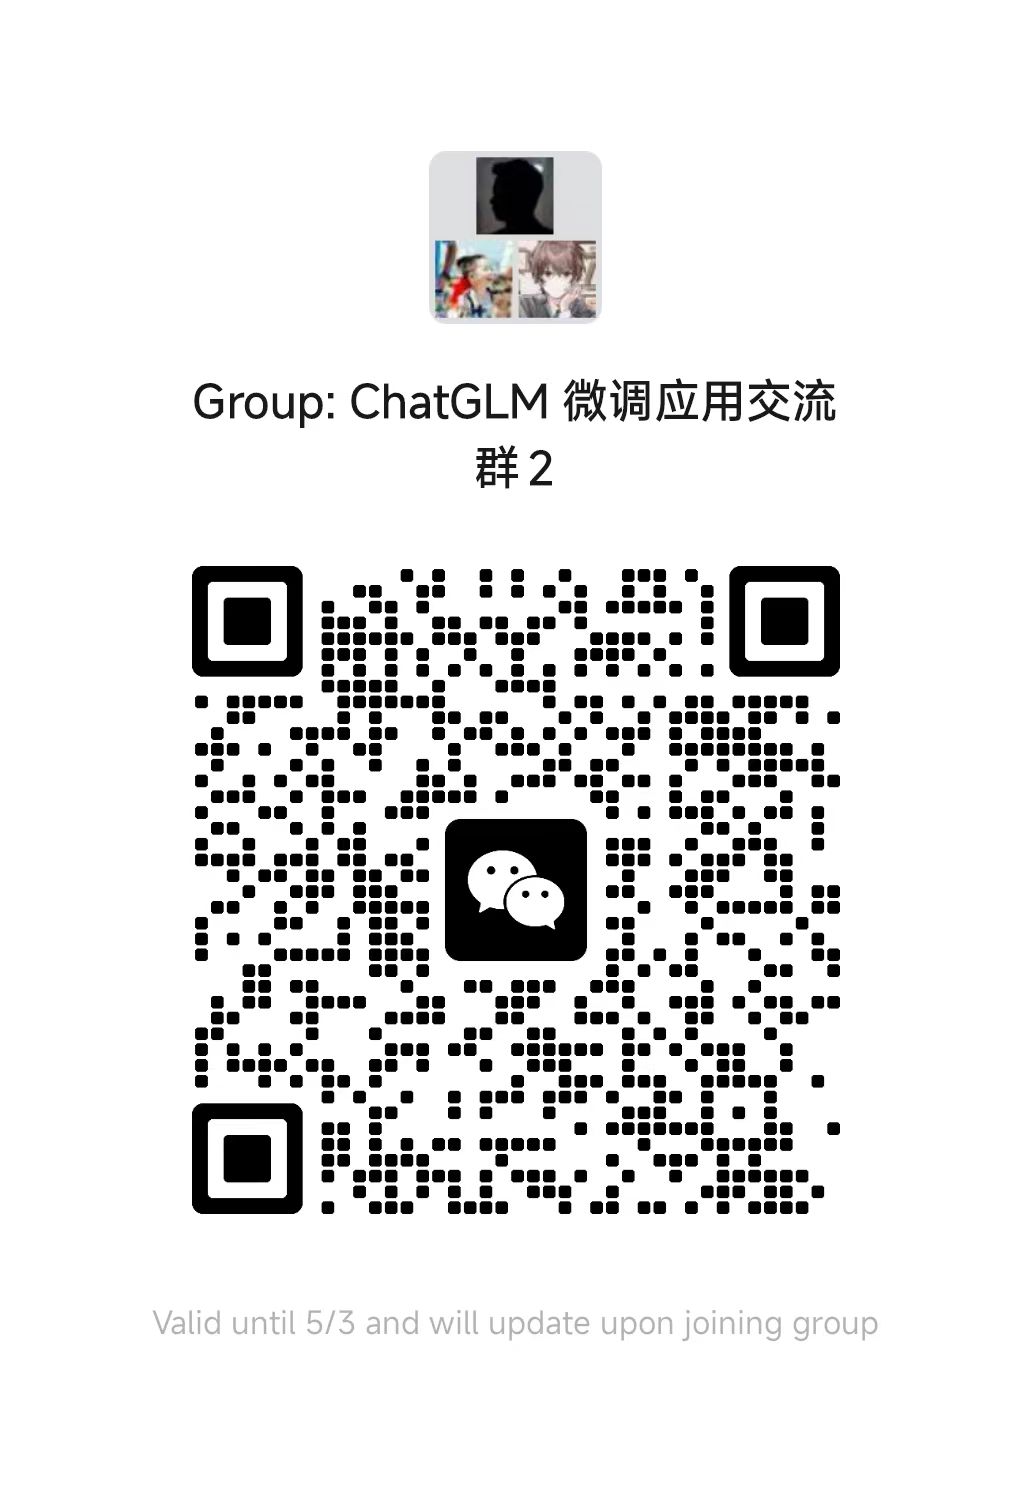 Group: ChatGLM 微调应用交流
群 2
Valid until 5/3 and will update upon joining group